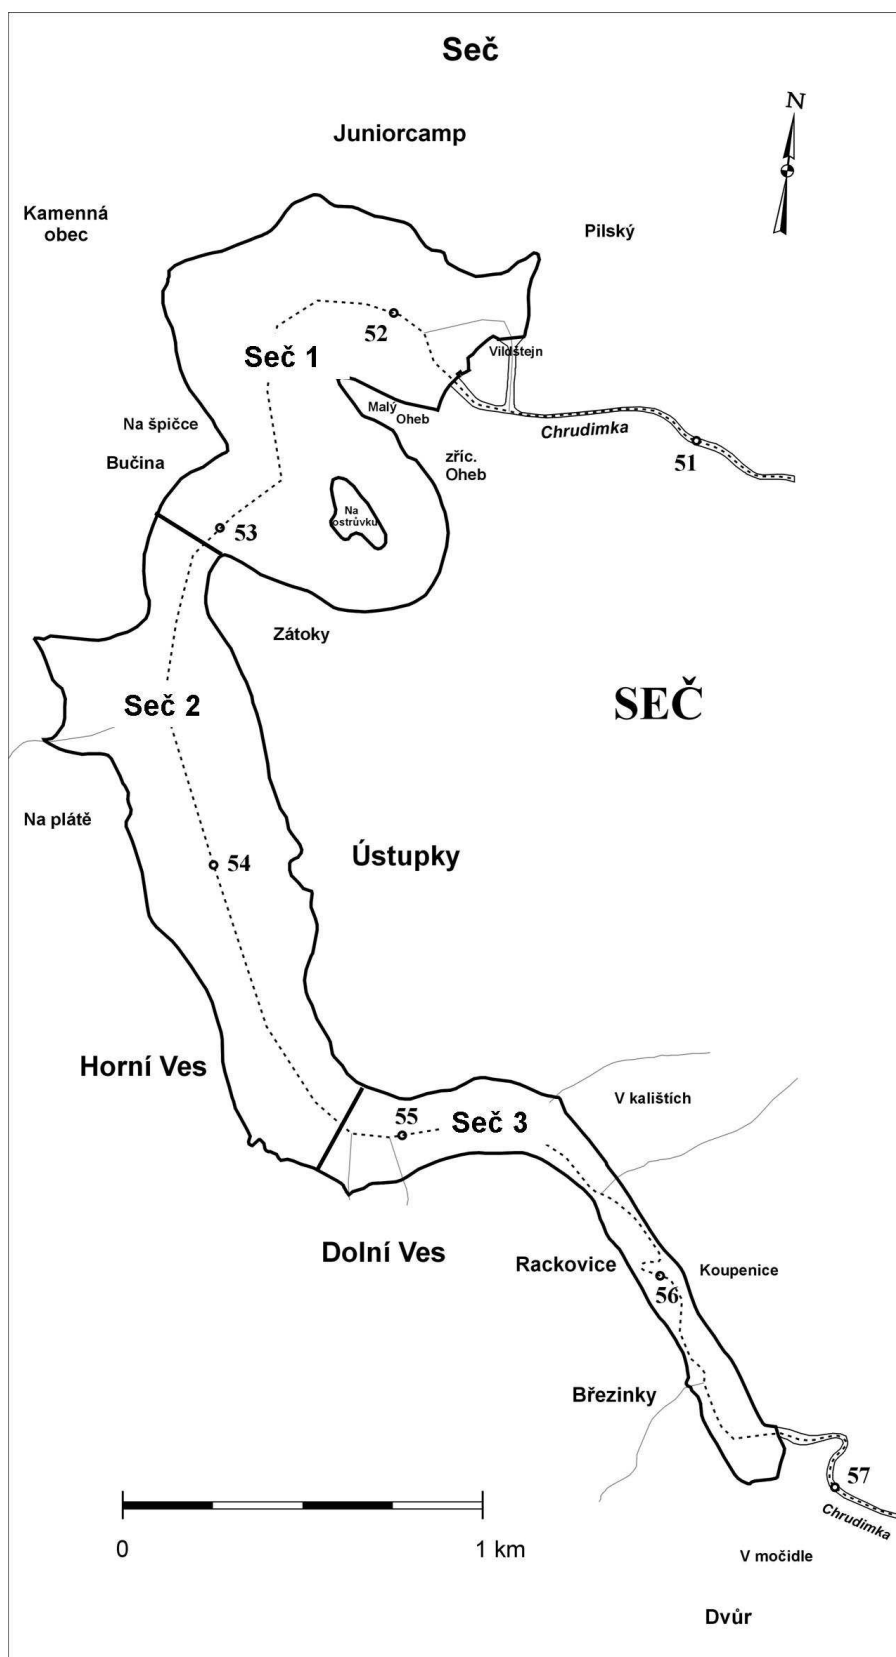 Seč
Juniorcamp
N
Kamenná
obec
Pilský
52
Vildštejn
Seč 1
Malý
Oheb
Na špičce
Chrudimka
Bučina
zříc.
Oheb
51
Na
ostrůvku
53
Zátoky
Seč 2
SEČ
Na plátě
Ústupky
54
Horní Ves
V kalištích
55
Seč 3
Dolní Ves
Rackovice
Koupenice
56
Březinky
57
Chrudimka
0
1 km
V močidle
Dvůr